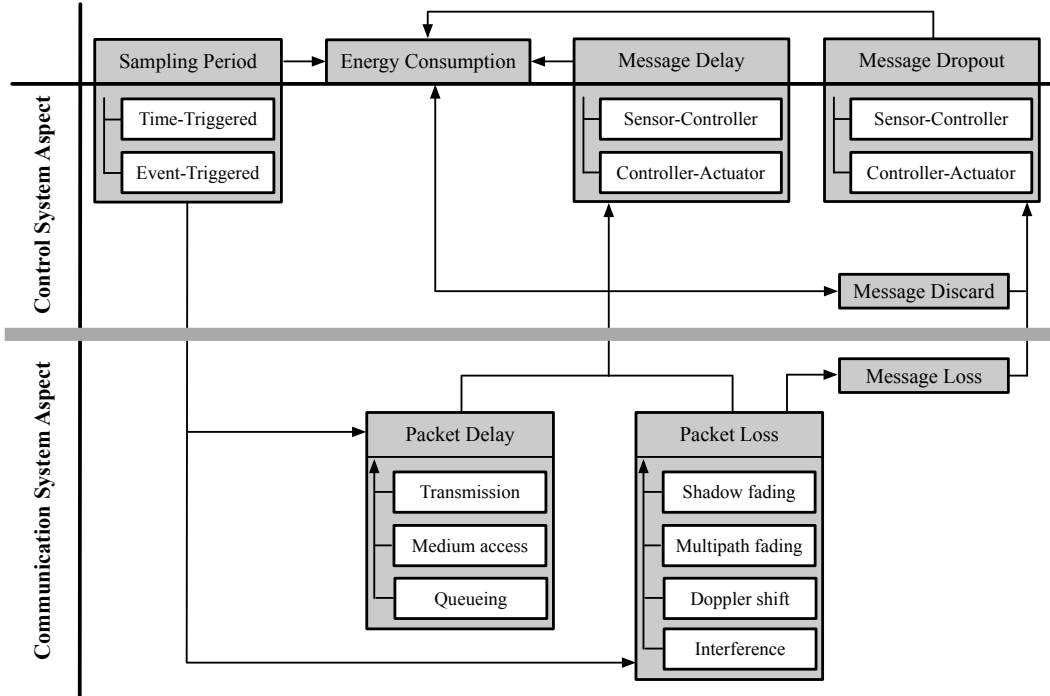 Sampling Period
Energy Consumption
Message Delay
Message Dropout
Control System Aspect
Time-Triggered
Event-Triggered
Sensor-Controller
Controller-Actuator
Sensor-Controller
Controller-Actuator
Message Discard
Communication System Aspect
Message Loss
Packet Delay
Transmission
Medium access
Queueing
Packet Loss
Shadow fading
Multipath fading
Doppler shift
Interference